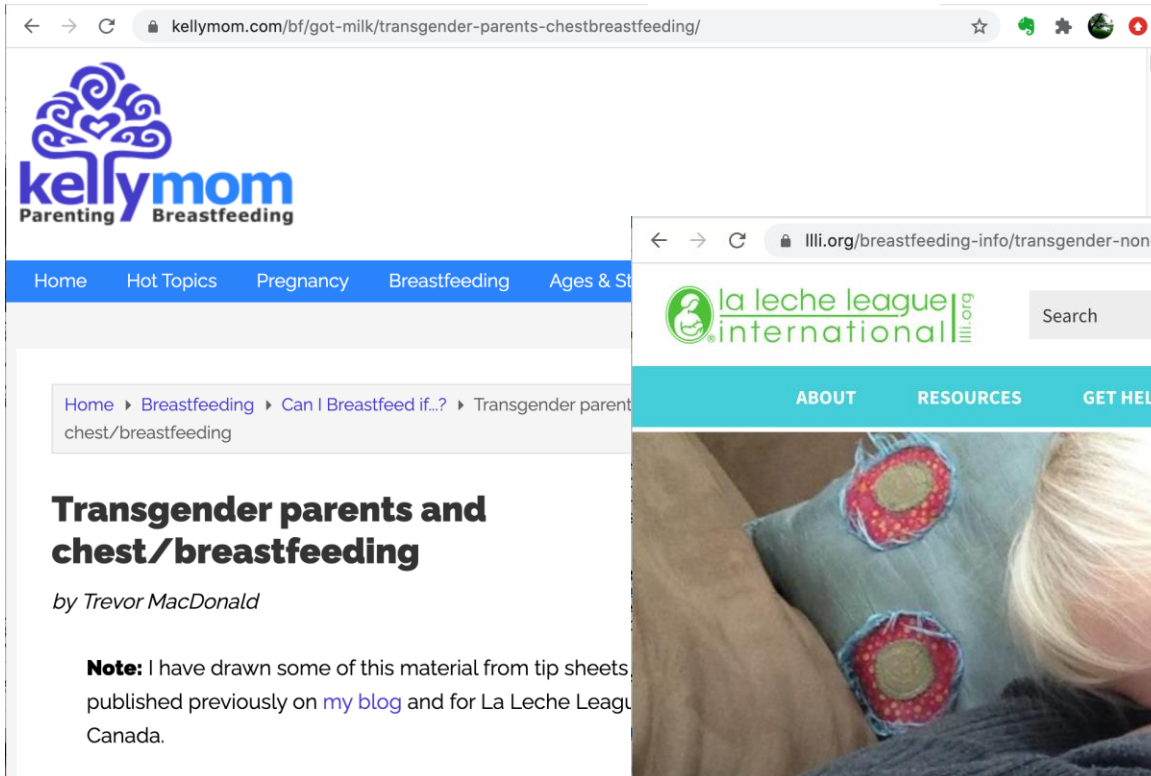 kellymom.com/bf/got-milk/transgender-parents-chestbreastfeeding/
kellymom
Parenting Breastfeeding
Home Hot Topics Pregnancy Breastfeeding Ages & St
Home Breastfeeding Can I Breastfeed if...? Transgender parent
chest/breastfeeding
Transgender parents and
chest/breastfeeding
by Trevor MacDonald
Note: I have drawn some of this material from tip sheets
published previously on my blog and for La Leche Leagu
Canada.
llli.org/breastfeeding-info/transgender-non
la leche league
international
llli.org
Search
ABOUT RESOURCES GET HEL